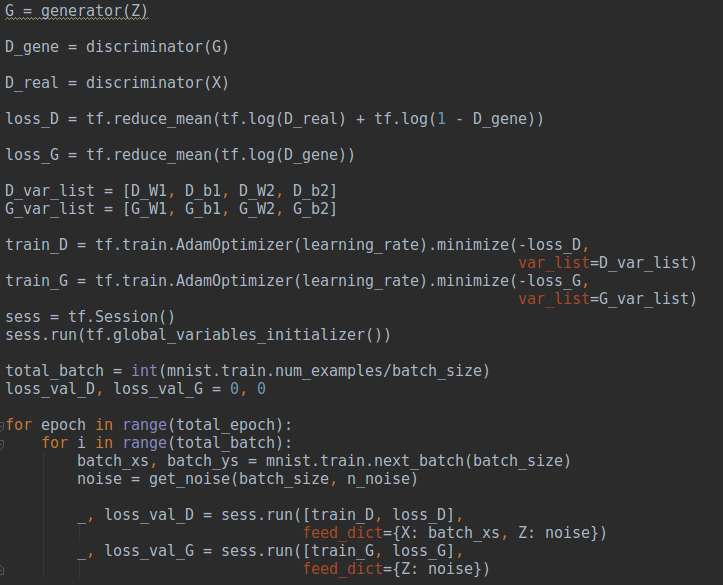 G = generator(Z)
D_gene = discriminator(G)
D_real = discriminator(X)
loss_D = tf.reduce_mean(tf.log(D_real) + tf.log(1 - D_gene))
loss_G = tf.reduce_mean(tf.log(D_gene))
D_var_list = [D_W1, D_b1, D_W2, D_b2]
G_var_list = [G_W1, G_b1, G_W2, G_b2]
train_D = tf.train.AdamOptimizer(learning_rate).minimize(-loss_D,
                                                         var_list=D_var_list)
train_G = tf.train.AdamOptimizer(learning_rate).minimize(-loss_G,
                                                         var_list=G_var_list)
sess = tf.Session()
sess.run(tf.global_variables_initializer())
total_batch = int(mnist.train.num_examples/batch_size)
loss_val_D, loss_val_G = 0, 0
for epoch in range(total_epoch):
    for i in range(total_batch):
        batch_xs, batch_ys = mnist.train.next_batch(batch_size)
        noise = get_noise(batch_size, n_noise)
        _, loss_val_D = sess.run([train_D, loss_D],
                                 feed_dict={X: batch_xs, Z: noise})
        _, loss_val_G = sess.run([train_G, loss_G],
                                 feed_dict={Z: noise})